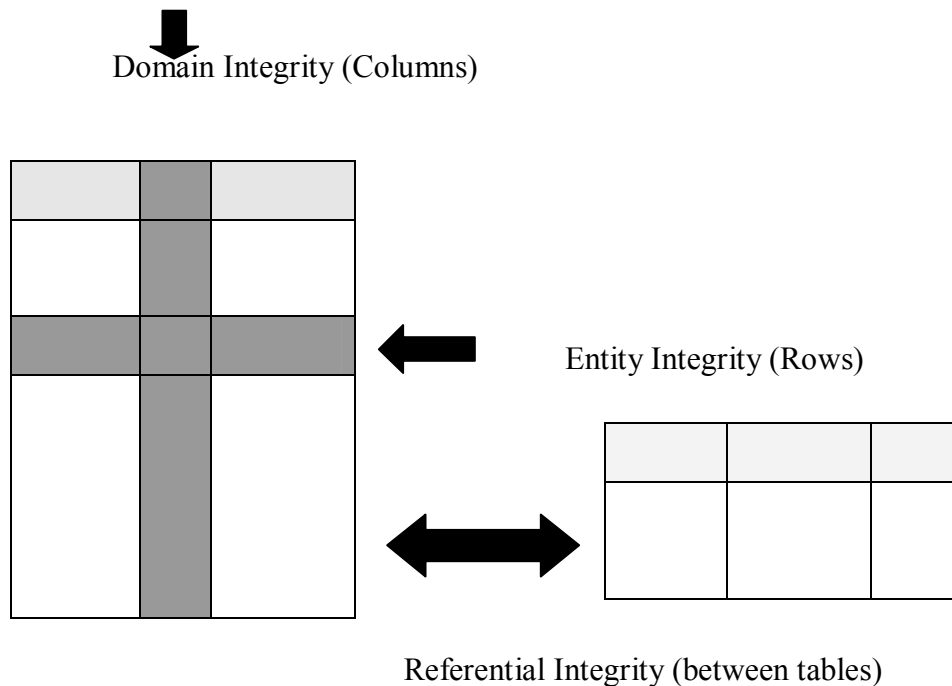 Domain Integrity (Columns)
Entity Integrity (Rows)
Referential Integrity (between tables)